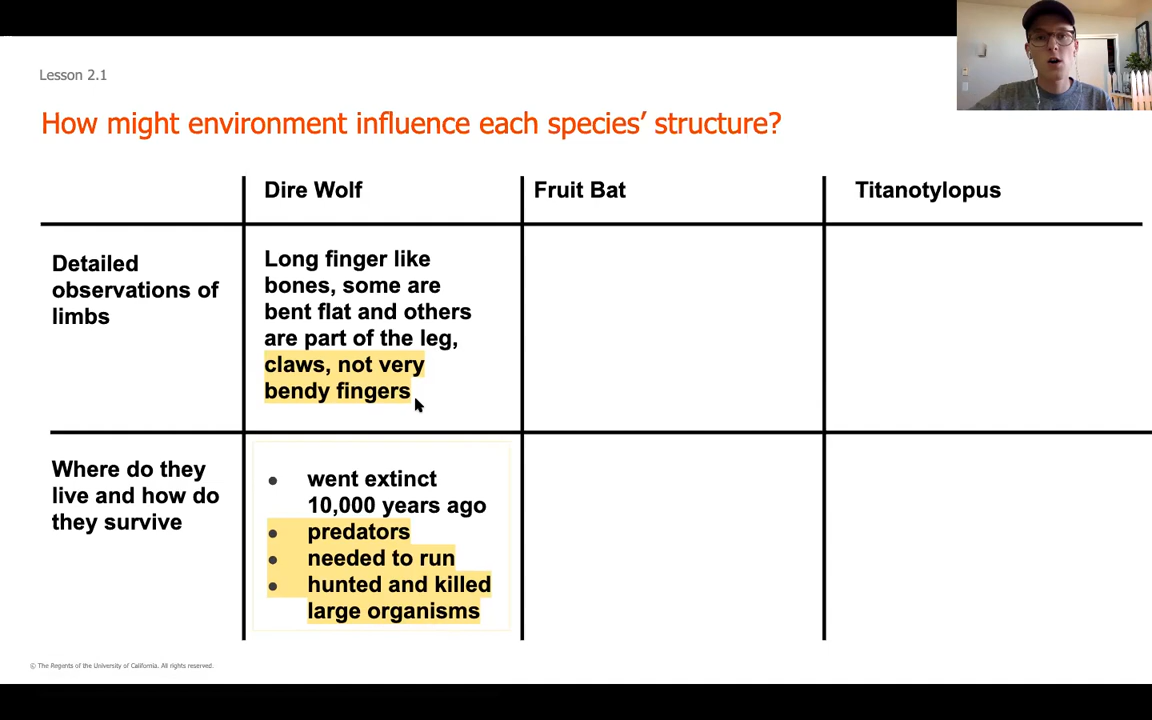 Lesson 2.1
How might environment influence each species' structure?
Dire Wolf
Fruit Bat
Titanotylopus
Detailed
observations of
limbs
Long finger like
bones, some are
bent flat and others
are part of the leg,
claws, not very
bendy fingers
Where do they
live and how do
they survive
• went extinct
10,000 years ago
• predators
• needed to run
• hunted and killed
large organisms
© The Regents of the University of California. All rights reserved.